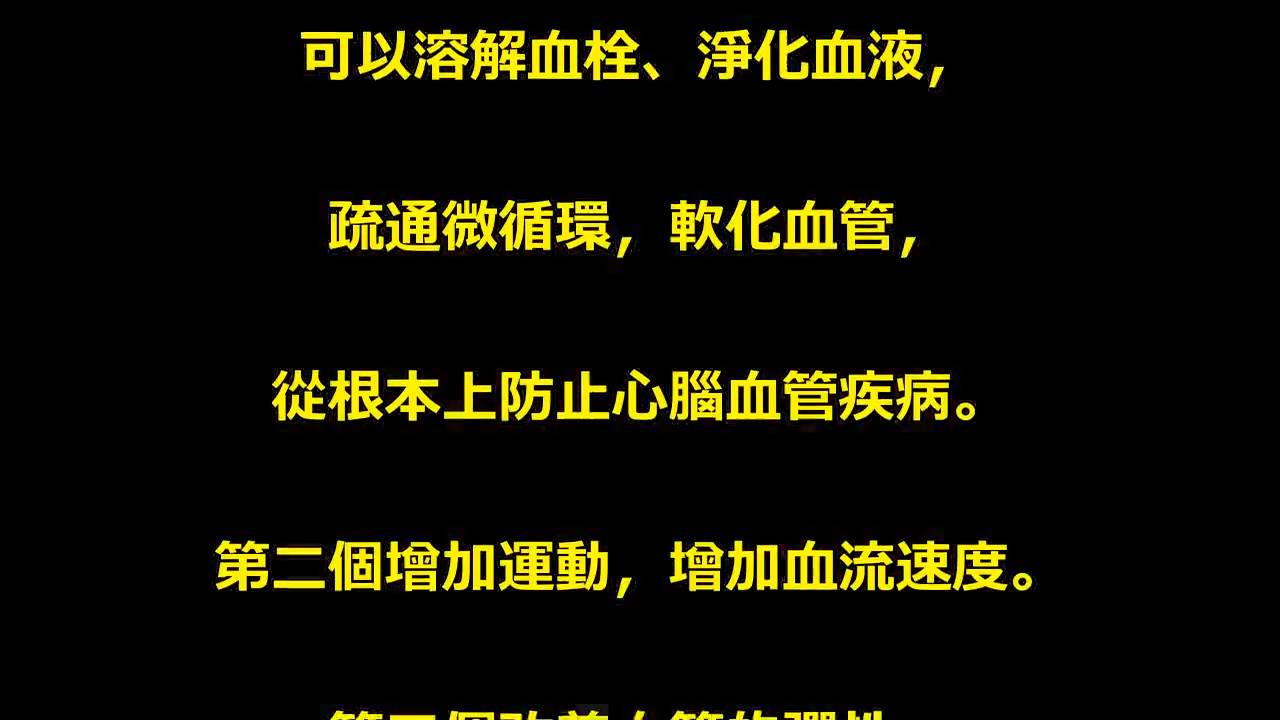 可以溶解血栓、淨化血液，
疏通微循環，軟化血管，
從根本上防止心腦血管疾病。
第二個增加運動，增加血流速度。